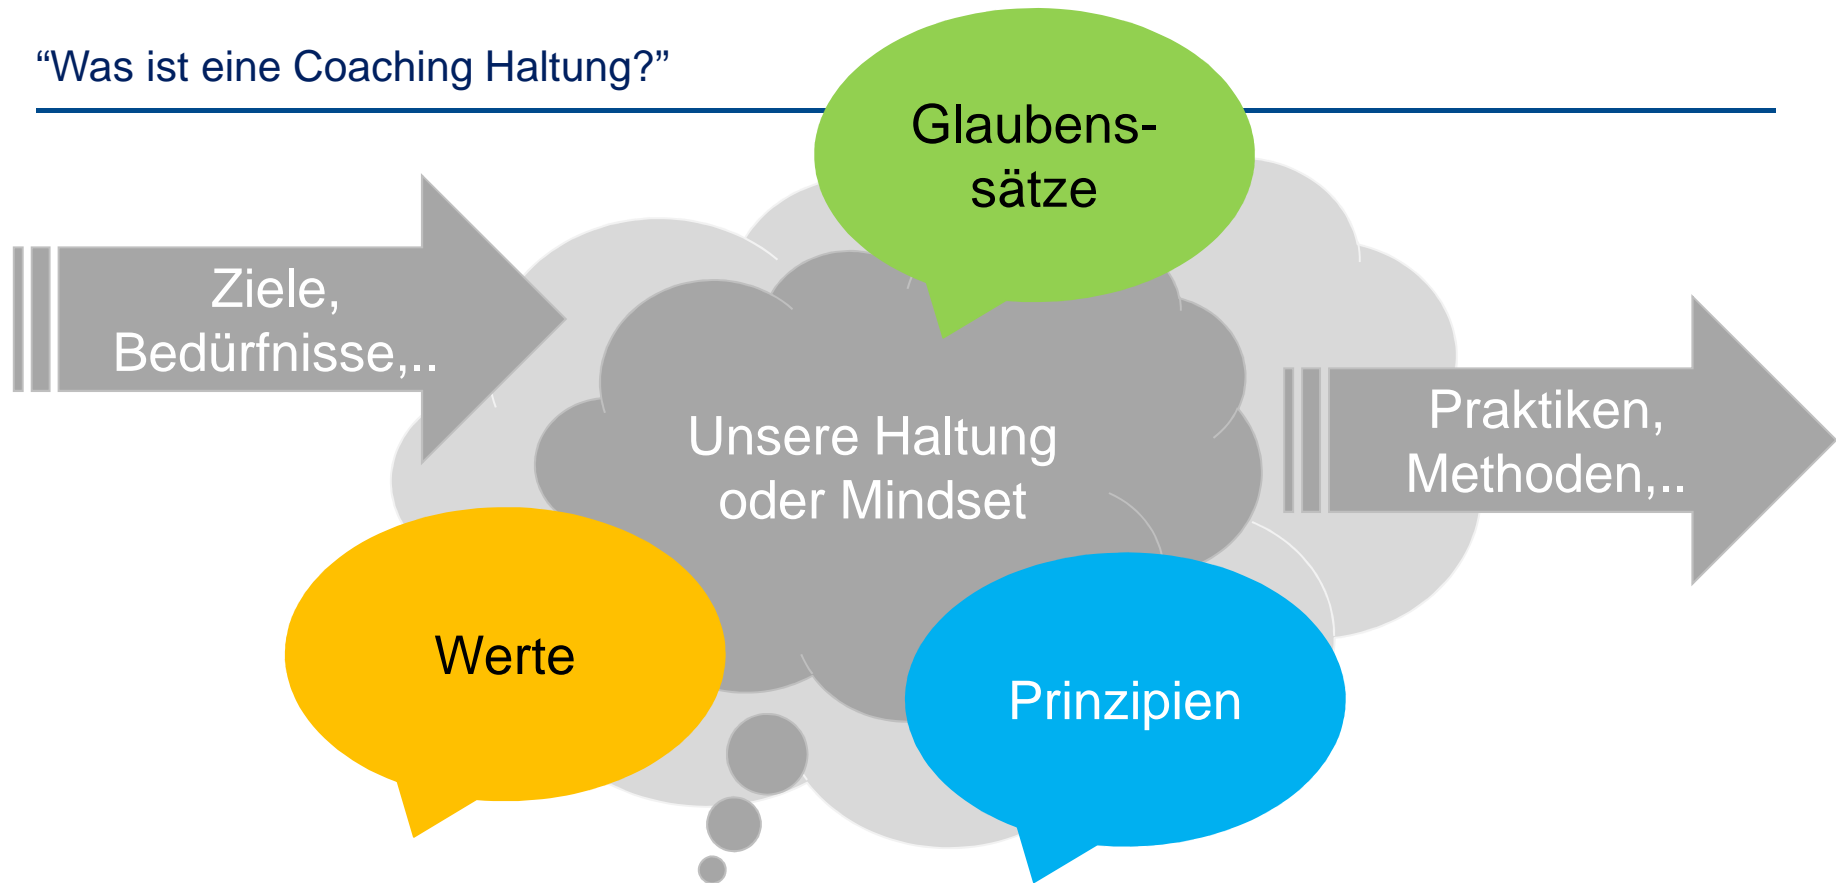 “Was ist eine Coaching Haltung?”
Glaubens-
sätze
Ziele,
Bedürfnisse,..
Unsere Haltung
oder Mindset
Praktiken,
Methoden,..
Werte
Prinzipien